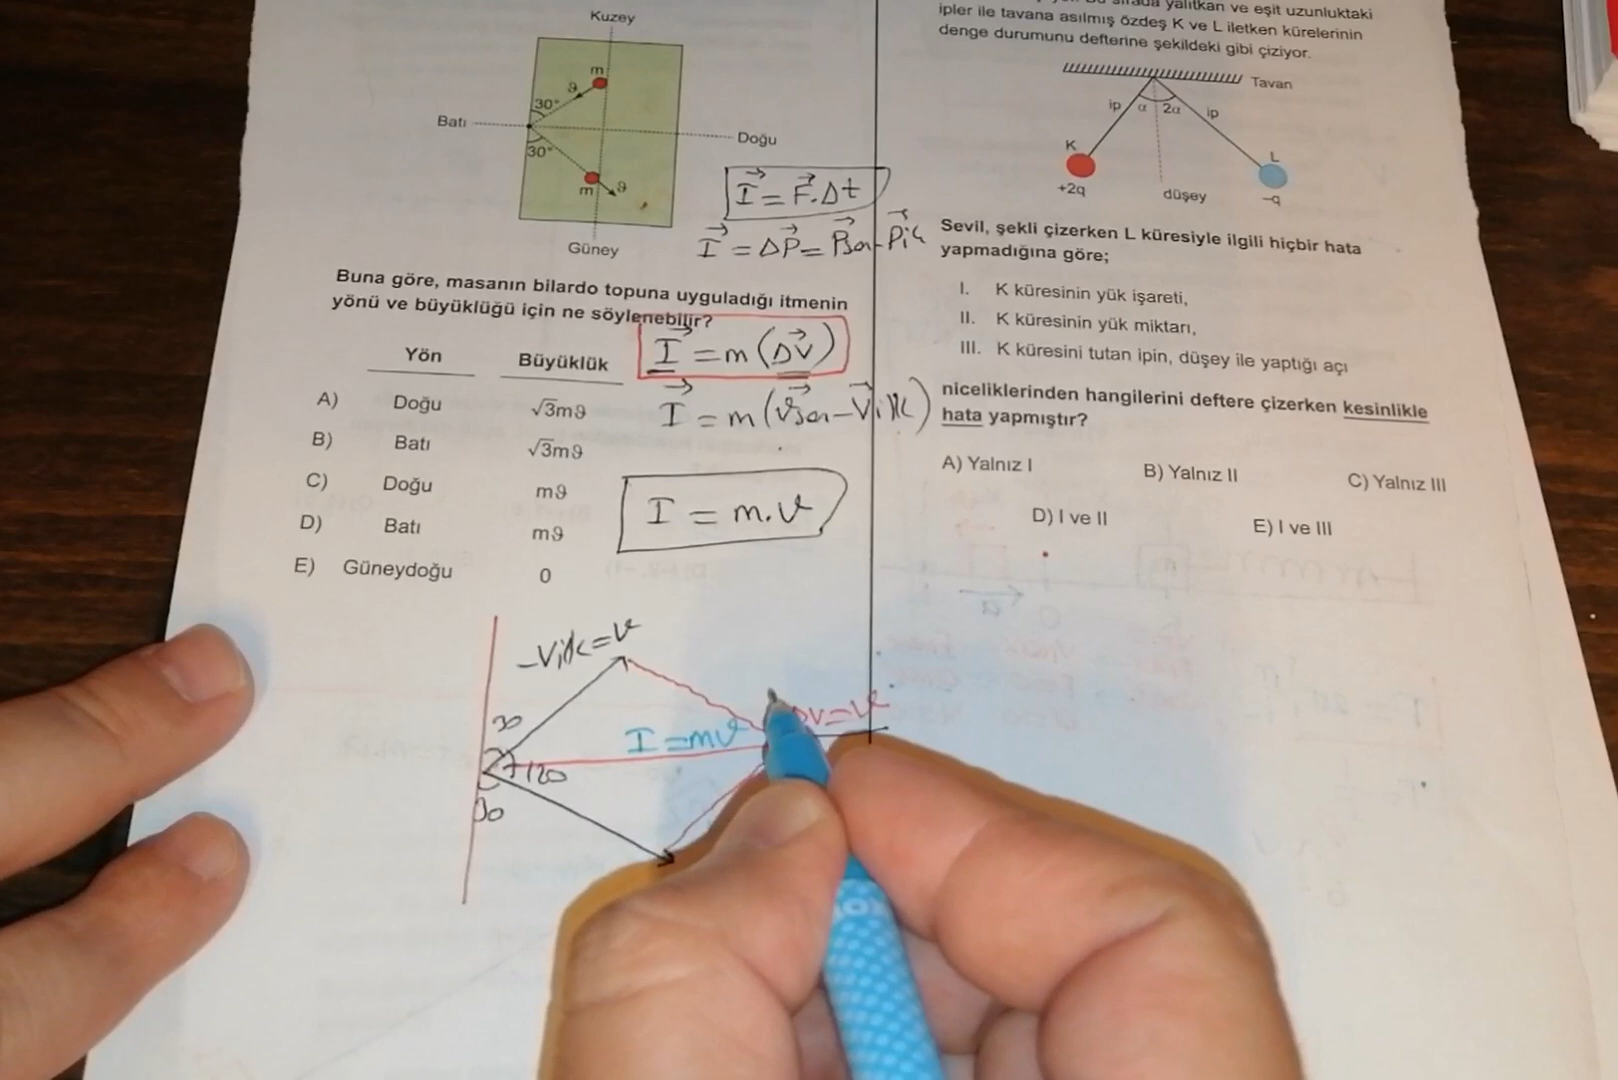 Kuzey
m
ϑ
30°
Batı
Doğu
30°
m
ϑ
Güney
I = F.Δt
I = ΔP = Pson - Pilk
Buna göre, masanın bilardo topuna uyguladığı itmenin
yönü ve büyüklüğü için ne söylenebilir?
I = m (ΔV)
Yön Büyüklük
I = m (Vson - Vilk)
A) Doğu √3mϑ
B) Batı √3mϑ
C) Doğu mϑ
D) Batı mϑ
E) Güneydoğu 0
I = m.ϑ
-Vilk = ϑ
30
I = mϑ
ΔV = ϑ
120
30
yalıtkan ve eşit uzunluktaki
ipler ile tavana asılmış özdeş K ve L iletken kürelerinin
denge durumunu defterine şekildeki gibi çiziyor.
Tavan
ip α 2α ip
K
L
+2q
düşey
-q
Sevil, şekli çizerken L küresiyle ilgili hiçbir hata
yapmadığına göre;
I. K küresinin yük işareti,
II. K küresinin yük miktarı,
III. K küresini tutan ipin, düşey ile yaptığı açı
niceliklerinden hangilerini deftere çizerken kesinlikle
hata yapmıştır?
A) Yalnız I B) Yalnız II C) Yalnız III
D) I ve II E) I ve III